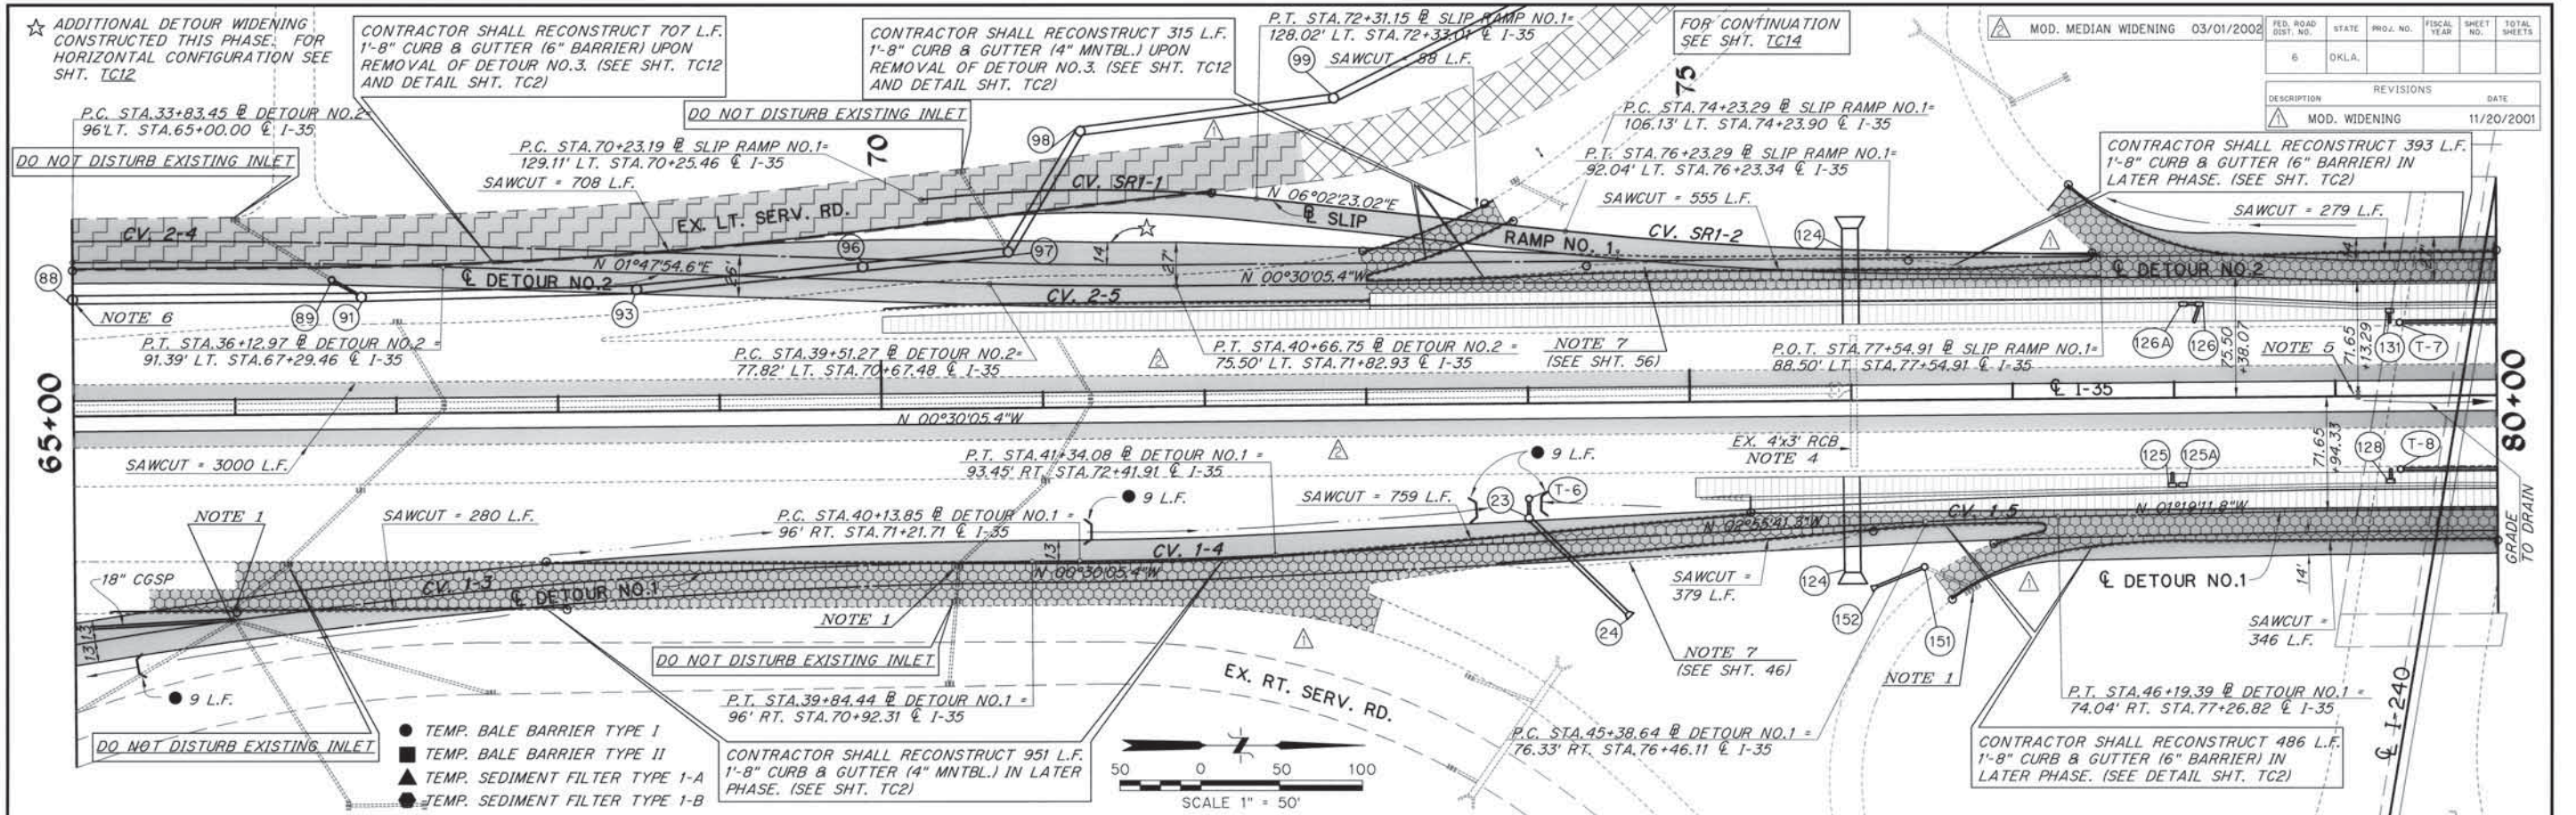 ☆ ADDITIONAL DETOUR WIDENING
CONSTRUCTED THIS PHASE. FOR
HORIZONTAL CONFIGURATION SEE
SHT. TC12
CONTRACTOR SHALL RECONSTRUCT 707 L.F.
1'-8" CURB & GUTTER (6" BARRIER) UPON
REMOVAL OF DETOUR NO.3. (SEE SHT. TC12
AND DETAIL SHT. TC2)
CONTRACTOR SHALL RECONSTRUCT 315 L.F.
1'-8" CURB & GUTTER (4" MNTBL.) UPON
REMOVAL OF DETOUR NO.3. (SEE SHT. TC12
AND DETAIL SHT. TC2)
P.T. STA.72+31.15 ℄ SLIP RAMP NO.1=
128.02' LT. STA.72+33.01 ℄ I-35
SAWCUT = 88 L.F.
FOR CONTINUATION
SEE SHT. TC14
2 MOD. MEDIAN WIDENING 03/01/2002
FED. ROAD DIST. NO.
STATE
PROJ. NO.
FISCAL YEAR
SHEET NO.
TOTAL SHEETS
6
OKLA.
REVISIONS
DESCRIPTION
DATE
1 MOD. WIDENING 11/20/2001
P.C. STA.33+83.45 ℄ DETOUR NO.2=
96'LT. STA.65+00.00 ℄ I-35
DO NOT DISTURB EXISTING INLET
DO NOT DISTURB EXISTING INLET
P.C. STA.70+23.19 ℄ SLIP RAMP NO.1=
129.11' LT. STA.70+25.46 ℄ I-35
SAWCUT = 708 L.F.
70
98
99
1
75
P.C. STA.74+23.29 ℄ SLIP RAMP NO.1=
106.13' LT. STA.74+23.90 ℄ I-35
P.T. STA.76+23.29 ℄ SLIP RAMP NO.1=
92.04' LT. STA.76+23.34 ℄ I-35
SAWCUT = 555 L.F.
CONTRACTOR SHALL RECONSTRUCT 393 L.F.
1'-8" CURB & GUTTER (6" BARRIER) IN
LATER PHASE. (SEE SHT. TC2)
SAWCUT = 279 L.F.
CV. 2-4
EX. LT. SERV. RD.
CV. SR1-1
N 06°02'23.02"E
℄ SLIP
RAMP NO. 1
CV. SR1-2
124
1
88
89
91
93
96
97
N 01°47'54.6"E
℄ DETOUR NO.2
26'
14'
☆
27'
N 00°30'05.4"W
CV. 2-5
℄ DETOUR NO.2
14'
27'
NOTE 6
P.T. STA.36+12.97 ℄ DETOUR NO.2 =
91.39' LT. STA.67+29.46 ℄ I-35
P.C. STA.39+51.27 ℄ DETOUR NO.2=
77.82' LT. STA.70+67.48 ℄ I-35
2
P.T. STA.40+66.75 ℄ DETOUR NO.2 =
75.50' LT. STA.71+82.93 ℄ I-35
NOTE 7
(SEE SHT. 56)
P.O.T. STA.77+54.91 ℄ SLIP RAMP NO.1=
88.50' LT. STA.77+54.91 ℄ I-35
126A
126
75.50
+38.07
NOTE 5
71.65
+13.29
131
T-7
65+00
80+00
℄ I-35
N 00°30'05.4"W
SAWCUT = 3000 L.F.
P.T. STA.41+34.08 ℄ DETOUR NO.1 =
93.45' RT. STA.72+41.91 ℄ I-35
2
● 9 L.F.
EX. 4'x3' RCB
NOTE 4
125
125A
71.65
+94.33
128
T-8
NOTE 1
SAWCUT = 280 L.F.
● 9 L.F.
P.C. STA.40+13.85 ℄ DETOUR NO.1 =
96' RT. STA.71+21.71 ℄ I-35
SAWCUT = 759 L.F.
23
T-6
N 02°55'41.3"W
CV. 1-5
N 01°19'11.8"W
GRADE
TO DRAIN
18" CGSP
CV. 1-3
℄ DETOUR NO.1
13'
CV. 1-4
N 00°30'05.4"W
SAWCUT =
379 L.F.
124
152
151
1
℄ DETOUR NO.1
14'
13'
13'
NOTE 1
24
SAWCUT =
346 L.F.
DO NOT DISTURB EXISTING INLET
1
NOTE 7
(SEE SHT. 46)
NOTE 1
● 9 L.F.
P.T. STA.39+84.44 ℄ DETOUR NO.1 =
96' RT. STA.70+92.31 ℄ I-35
EX. RT. SERV. RD.
P.T. STA.46+19.39 ℄ DETOUR NO.1 =
74.04' RT. STA.77+26.82 ℄ I-35
℄ I-240
DO NOT DISTURB EXISTING INLET
● TEMP. BALE BARRIER TYPE I
■ TEMP. BALE BARRIER TYPE II
▲ TEMP. SEDIMENT FILTER TYPE 1-A
⬣ TEMP. SEDIMENT FILTER TYPE 1-B
CONTRACTOR SHALL RECONSTRUCT 951 L.F.
1'-8" CURB & GUTTER (4" MNTBL.) IN LATER
PHASE. (SEE SHT. TC2)
50 0 50 100
SCALE 1" = 50'
P.C. STA.45+38.64 ℄ DETOUR NO.1 =
76.33' RT. STA.76+46.11 ℄ I-35
CONTRACTOR SHALL RECONSTRUCT 486 L.F.
1'-8" CURB & GUTTER (6" BARRIER) IN
LATER PHASE. (SEE DETAIL SHT. TC2)